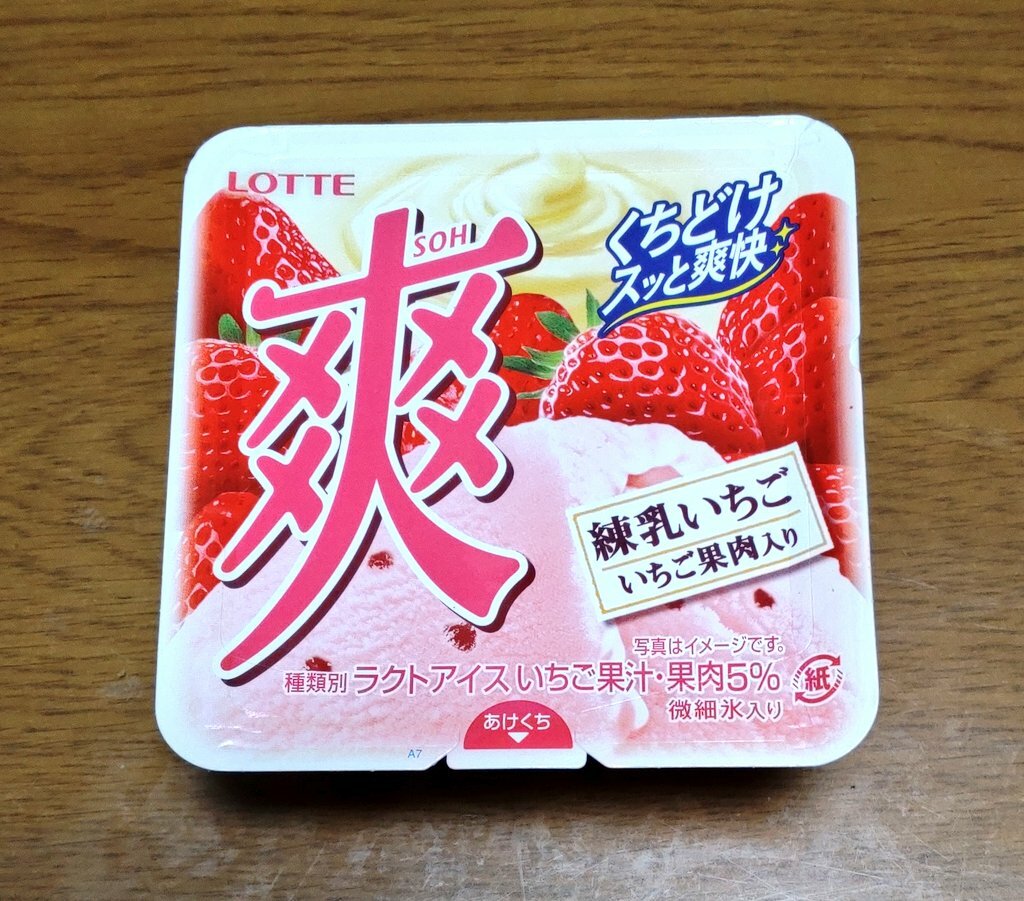 LOTTE
爽
SOH
くちどけ
スッと爽快
練乳いちご
いちご果肉入り
写真はイメージです。
種類別 ラクトアイス いちご果汁・果肉5%
微細氷入り
紙
あけくち
A7